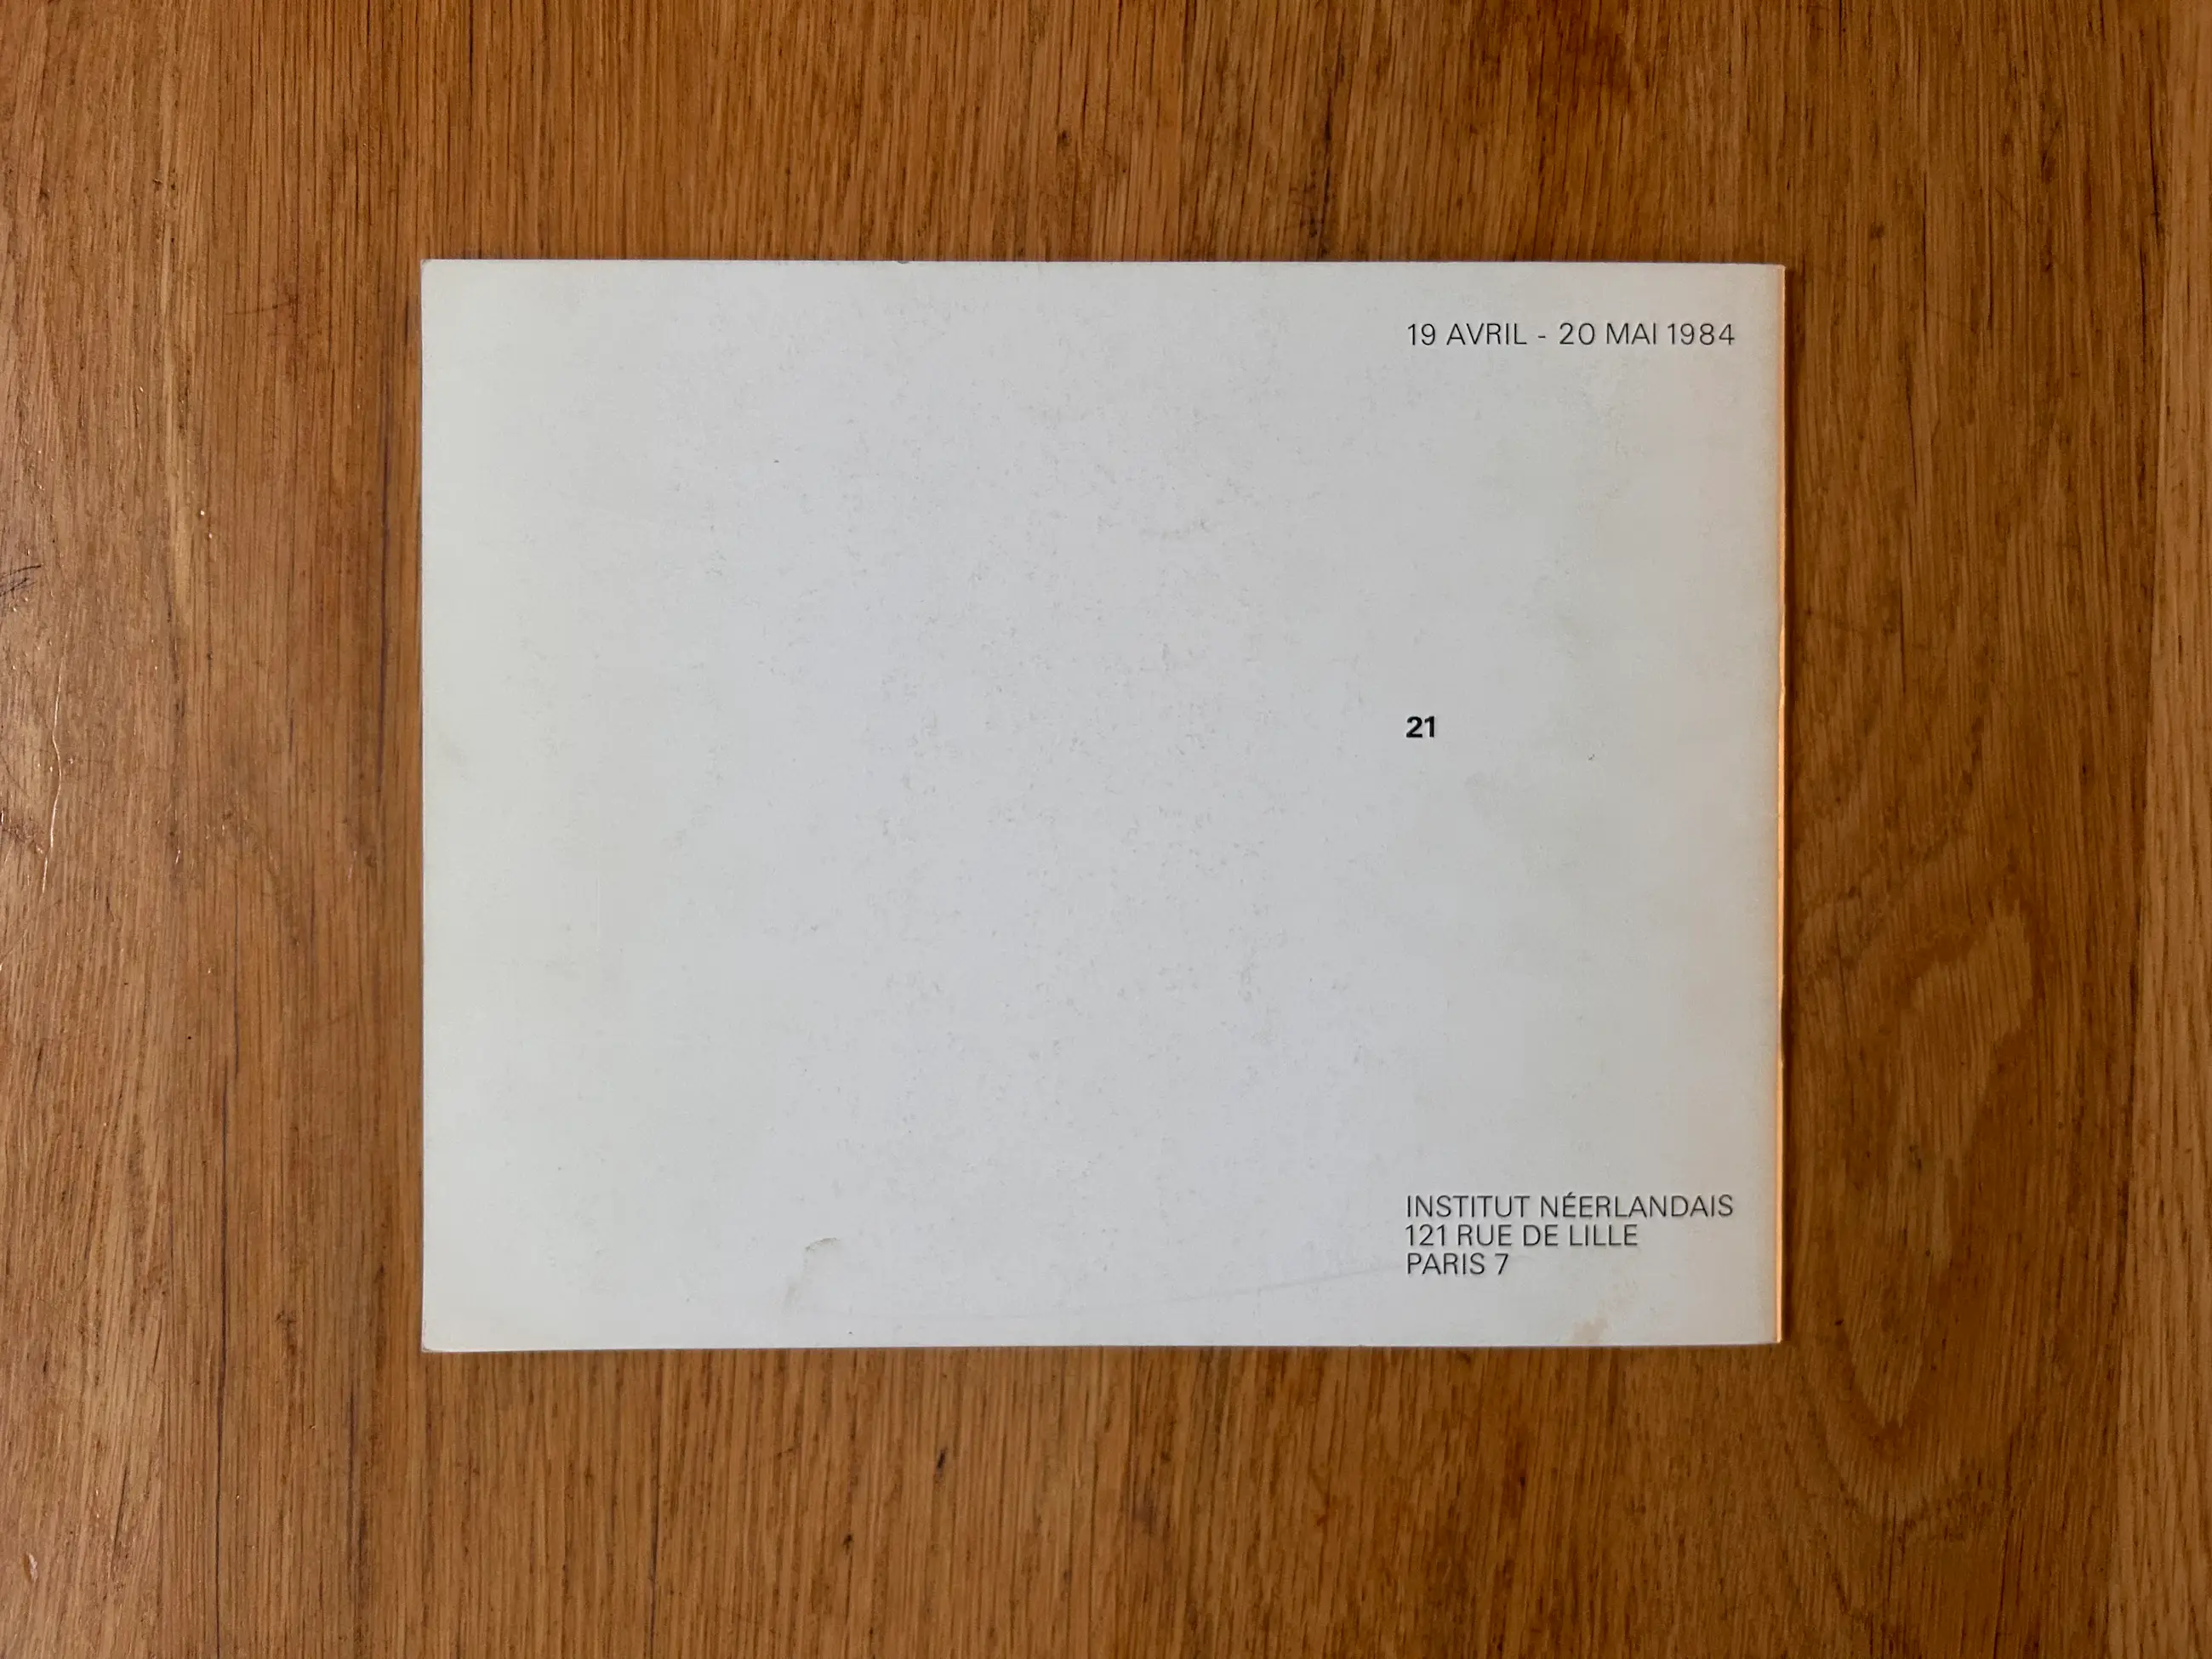 19 AVRIL - 20 MAI 1984
21
INSTITUT NÉERLANDAIS
121 RUE DE LILLE
PARIS 7